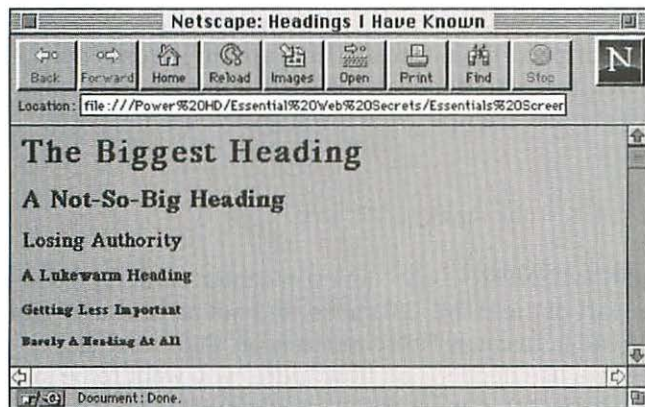 Netscape: Headings I Have Known
Back Forward Home Reload Images Open Print Find Stop
N
Location: file:///Power%20HD/Essential%20Web%20Secrets/Essentials%20Screer
The Biggest Heading
A Not-So-Big Heading
Losing Authority
A Lukewarm Heading
Getting Less Important
Barely A Heading At All
Document: Done.